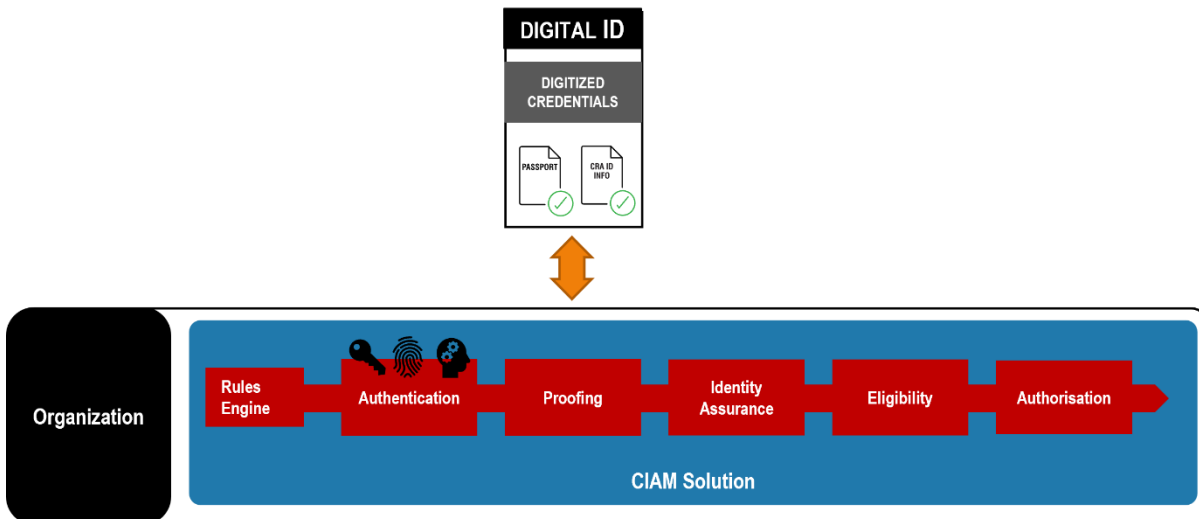 DIGITAL ID
DIGITIZED
CREDENTIALS
PASSPORT
CRA ID
INFO
Organization
Rules
Engine
Authentication
Proofing
Identity
Assurance
Eligibility
Authorisation
CIAM Solution